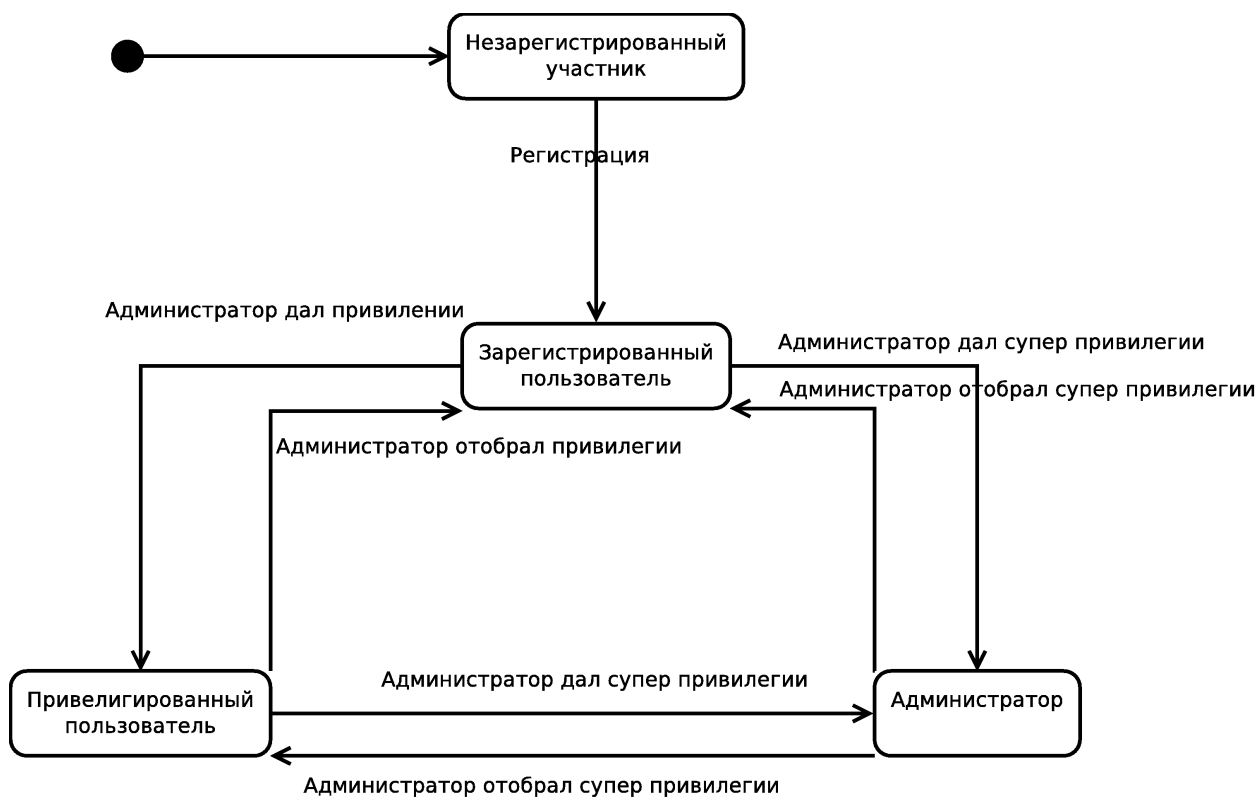 Незарегистрированный
участник
Регистрация
Администратор дал привилении
Зарегистрированный
пользователь
Администратор дал супер привилегии
Администратор отобрал супер привилегии
Администратор отобрал привилегии
Привелигированный
пользователь
Администратор дал супер привилегии
Администратор
Администратор отобрал супер привилегии